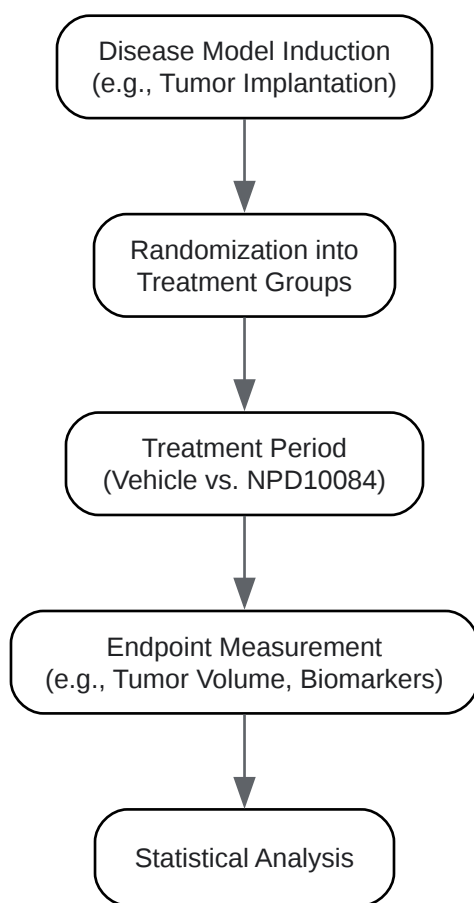 Disease Model Induction
(e.g., Tumor Implantation)
Randomization into
Treatment Groups
Treatment Period
(Vehicle vs. NPD10084)
Endpoint Measurement
(e.g., Tumor Volume, Biomarkers)
Statistical Analysis